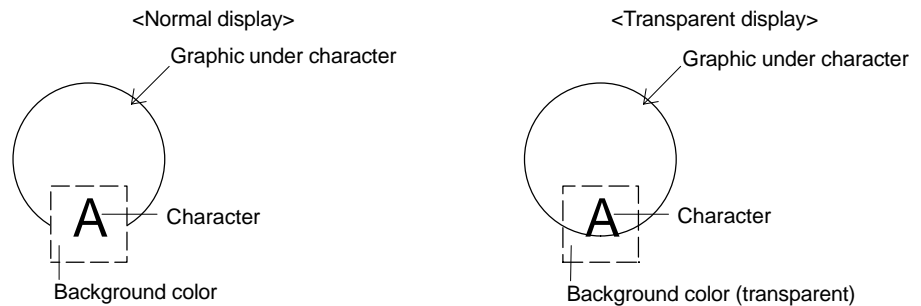 <Normal display>
Graphic under character
A
Character
Background color
<Transparent display>
Graphic under character
A
Character
Background color (transparent)